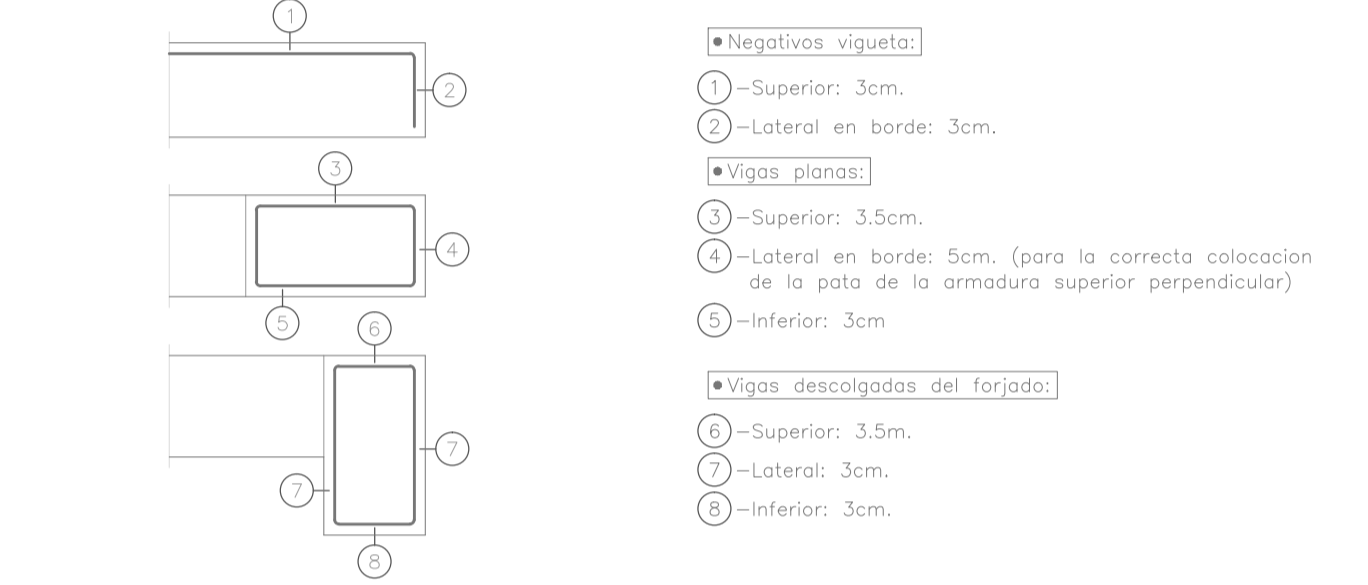 1
2
3
4
5
6
7
7
8
• Negativos vigueta:
1 -Superior: 3cm.
2 -Lateral en borde: 3cm.
• Vigas planas:
3 -Superior: 3.5cm.
4 -Lateral en borde: 5cm. (para la correcta colocacion
de la pata de la armadura superior perpendicular)
5 -Inferior: 3cm
• Vigas descolgadas del forjado:
6 -Superior: 3.5m.
7 -Lateral: 3cm.
8 -Inferior: 3cm.